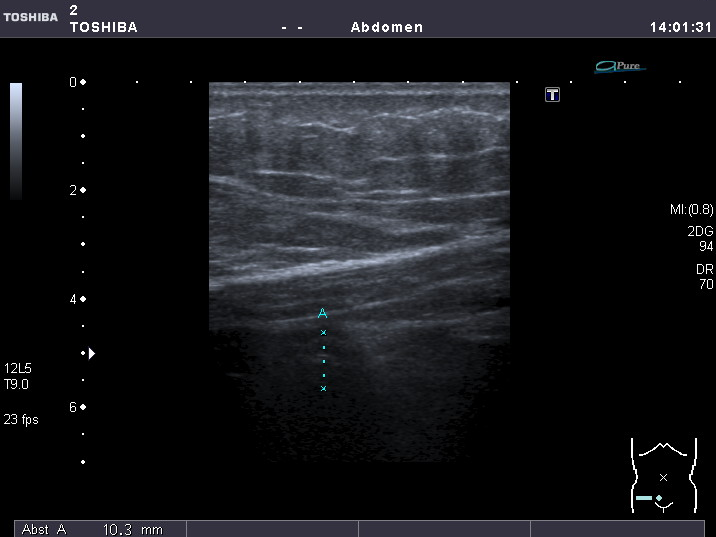 TOSHIBA
2
TOSHIBA
- -
Abdomen
14:01:31
Pure
T
0
2
4
6
A
MI:(0.8)
2DG
94
DR
70
12L5
T9.0
23 fps
Abst A 10.3 mm